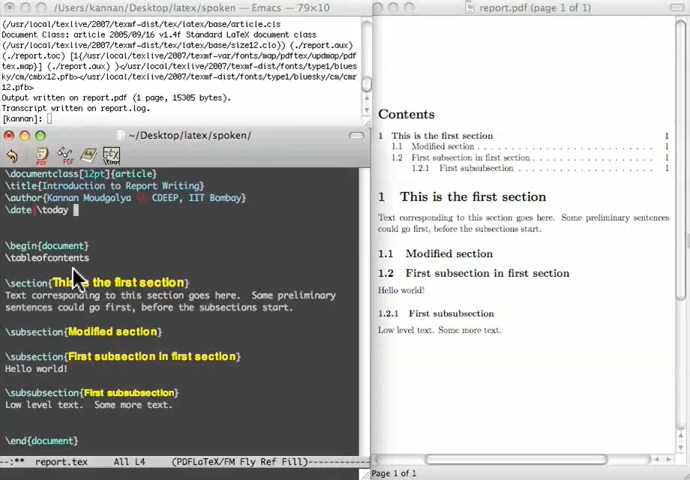 /Users/kannan/Desktop/latex/spoken/ — Emacs — 79×10
(/usr/local/texlive/2007/texmf-dist/tex/latex/base/article.cls
Document Class: article 2005/09/16 v1.4f Standard LaTeX document class
(/usr/local/texlive/2007/texmf-dist/tex/latex/base/size12.clo)) (./report.aux)
(./report.toc) [1{/usr/local/texlive/2007/texmf-var/fonts/map/pdftex/updmap/pdf
tex.map}] (./report.aux) )</usr/local/texlive/2007/texmf-dist/fonts/type1/blues
ky/cm/cmbx12.pfb></usr/local/texlive/2007/texmf-dist/fonts/type1/bluesky/cm/cmr
12.pfb>
Output written on report.pdf (1 page, 15305 bytes).
Transcript written on report.log.
[kannan]:
~/Desktop/latex/spoken/
\documentclass[12pt]{article}
\title{Introduction to Report Writing}
\author{Kannan Moudgalya \\ CDEEP, IIT Bombay}
\date{\today
\begin{document}
\tableofcontents
\section{This is the first section}
Text corresponding to this section goes here. Some preliminary
sentences could go first, before the subsections start.
\subsection{Modified section}
\subsection{First subsection in first section}
Hello world!
\subsubsection{First subsubsection}
Low level text. Some more text.
\end{document}
--:** report.tex All L4 (PDFLaTeX/FM Fly Ref Fill)
report.pdf (page 1 of 1)
Contents
1 This is the first section 1
1.1 Modified section . . . . . . . . . . . . . . . . . . . . . . . 1
1.2 First subsection in first section . . . . . . . . . . . . . . . . 1
1.2.1 First subsubsection . . . . . . . . . . . . . . . . . . . 1
1 This is the first section
Text corresponding to this section goes here. Some preliminary sentences
could go first, before the subsections start.
1.1 Modified section
1.2 First subsection in first section
Hello world!
1.2.1 First subsubsection
Low level text. Some more text.
Page 1 of 1